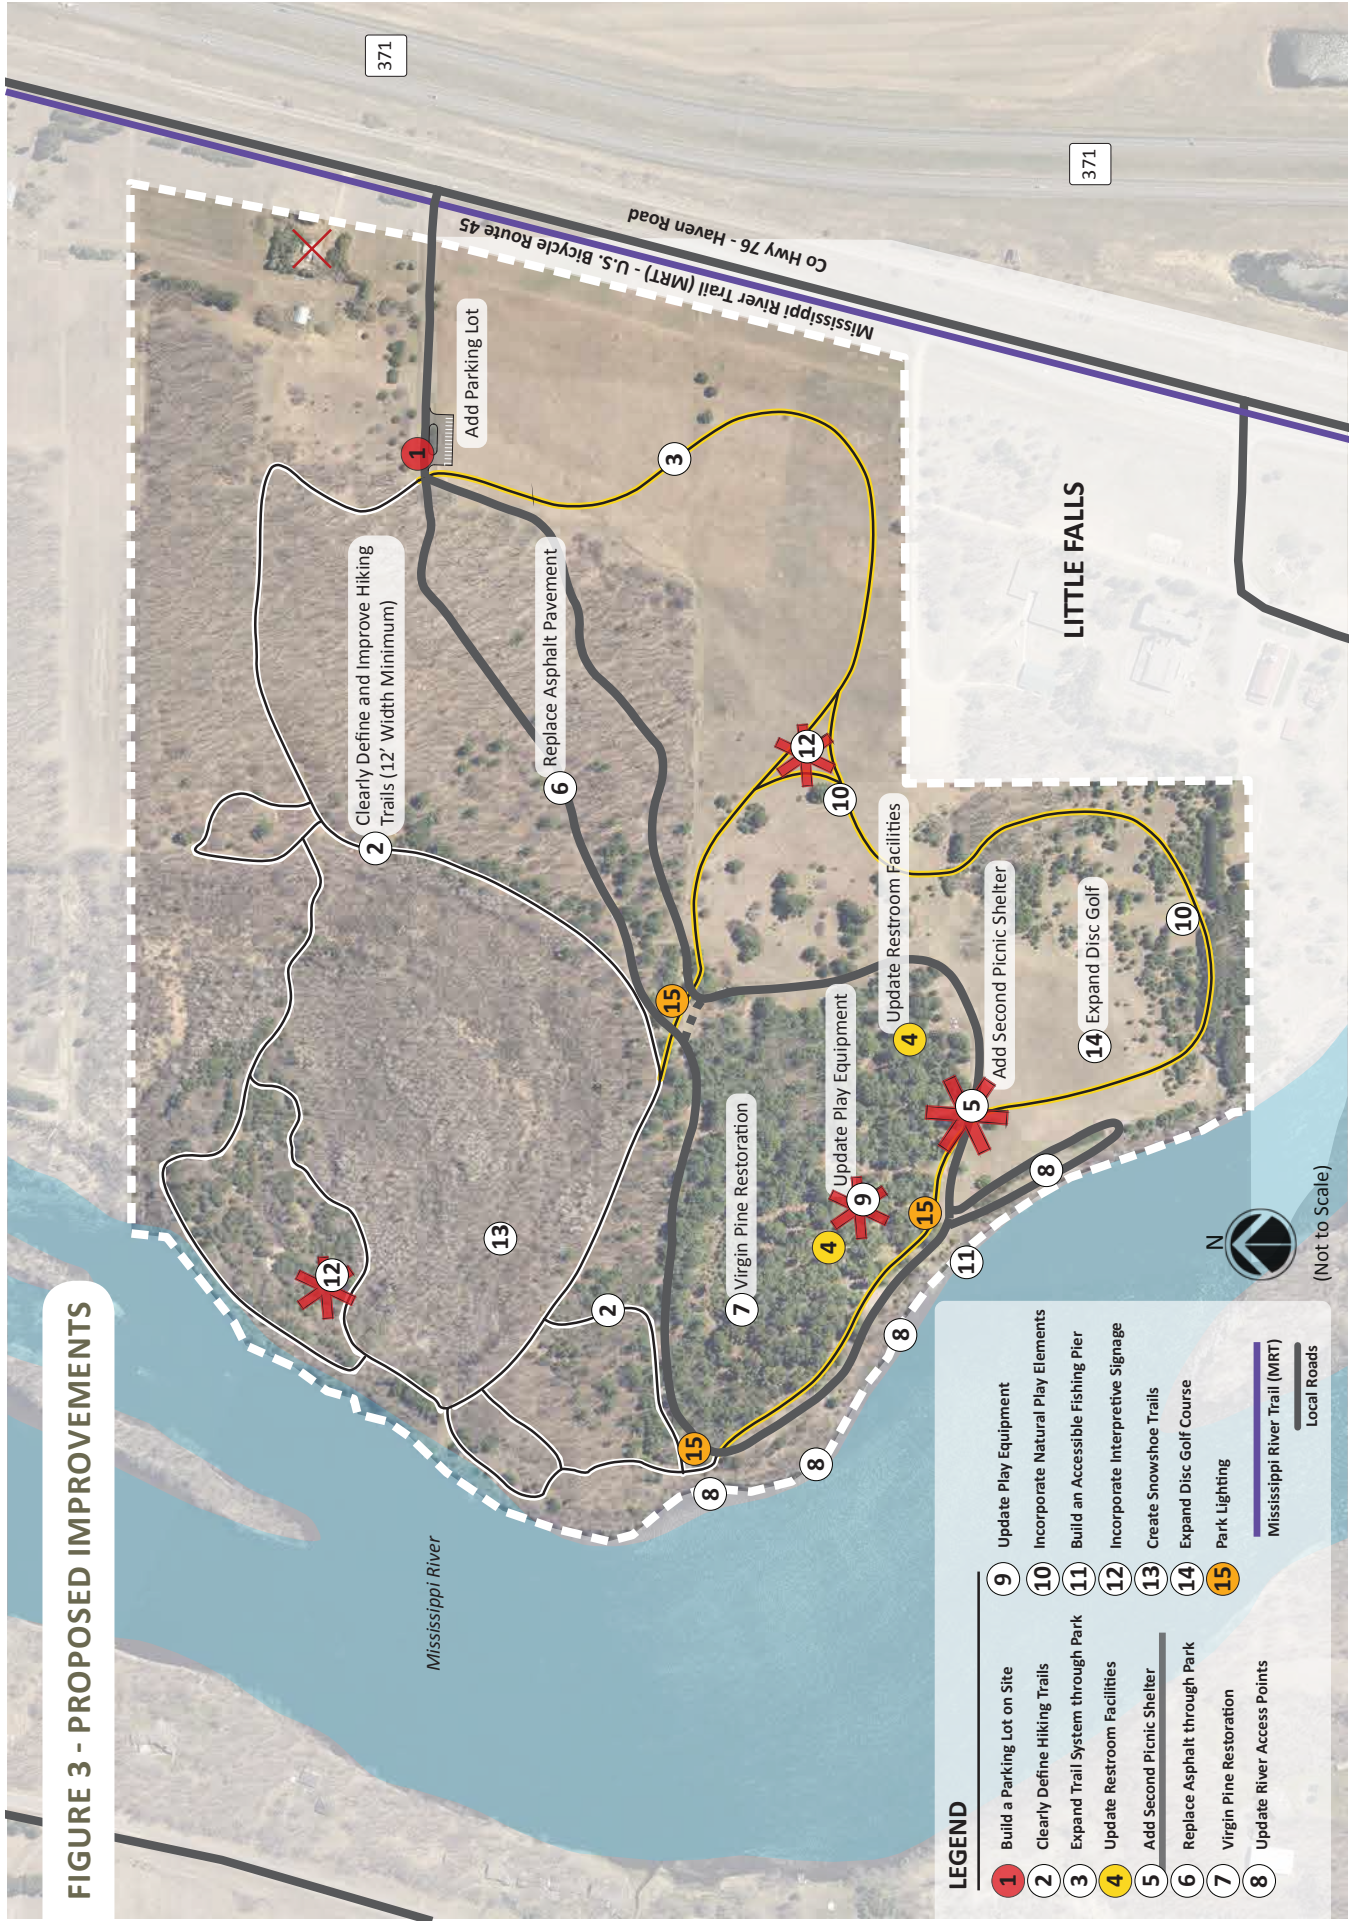 FIGURE 3 - PROPOSED IMPROVEMENTS
371
371
Co Hwy 76 - Haven Road
Mississippi River Trail (MRT) - U.S. Bicycle Route 45
1
Add Parking Lot
3
Clearly Define and Improve Hiking
Trails (12' Width Minimum)
2
Replace Asphalt Pavement
6
LITTLE FALLS
12
10
Update Restroom Facilities
4
10
Expand Disc Golf
14
Add Second Picnic Shelter
5
15
Update Play Equipment
9
4
Virgin Pine Restoration
7
12
13
2
15
8
11
8
8
15
8
Mississippi River
N
(Not to Scale)
LEGEND
1 Build a Parking Lot on Site
2 Clearly Define Hiking Trails
3 Expand Trail System through Park
4 Update Restroom Facilities
5 Add Second Picnic Shelter
6 Replace Asphalt through Park
7 Virgin Pine Restoration
8 Update River Access Points
9 Update Play Equipment
10 Incorporate Natural Play Elements
11 Build an Accessible Fishing Pier
12 Incorporate Interpretive Signage
13 Create Snowshoe Trails
14 Expand Disc Golf Course
15 Park Lighting
Mississippi River Trail (MRT)
Local Roads